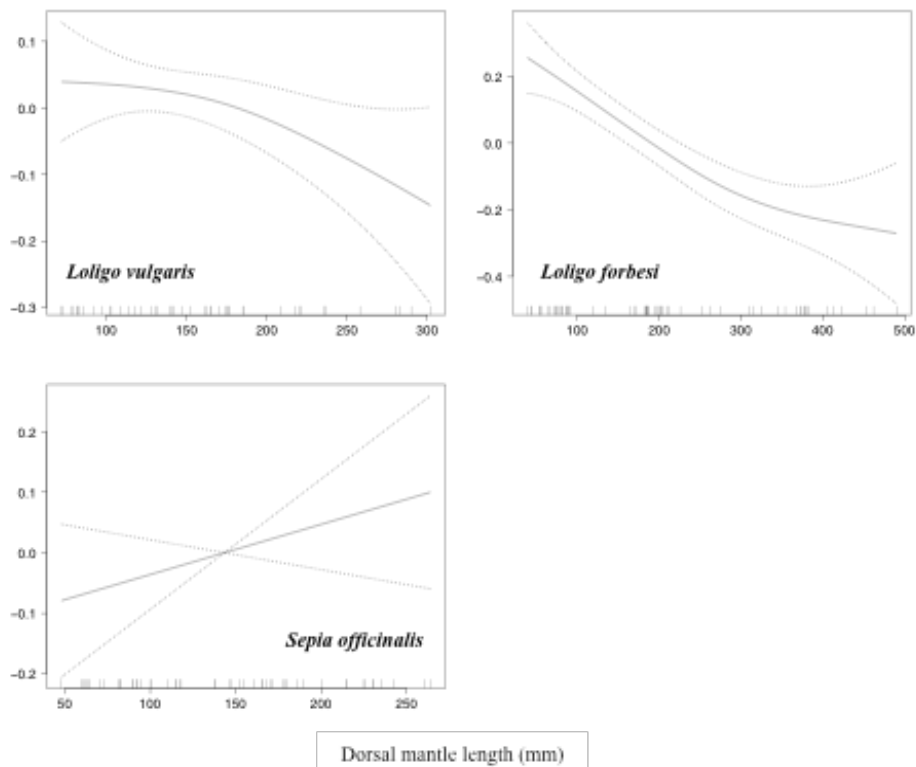 0.1
0.0
−0.1
−0.2
−0.3
Loligo vulgaris
100 150 200 250 300
0.2
0.0
−0.2
−0.4
Loligo forbesi
100 200 300 400 500
0.2
0.1
0.0
−0.1
−0.2
Sepia officinalis
50 100 150 200 250
Dorsal mantle length (mm)